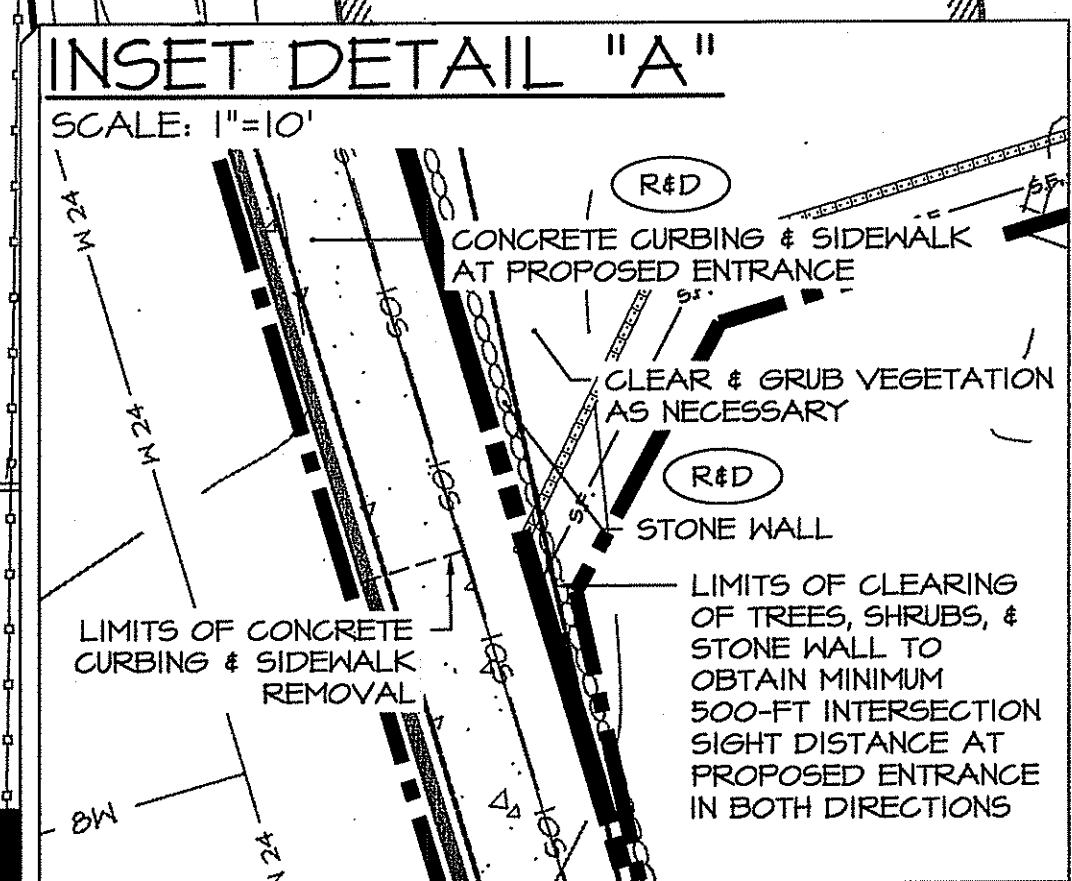 INSET DETAIL "A"
SCALE: 1"=10'
W 24
R&D
S.F.
CONCRETE CURBING & SIDEWALK
AT PROPOSED ENTRANCE
S.F.
CLEAR & GRUB VEGETATION
AS NECESSARY
W 24
R&D
S.F.
STONE WALL
LIMITS OF CLEARING
OF TREES, SHRUBS, &
STONE WALL TO
OBTAIN MINIMUM
500-FT INTERSECTION
SIGHT DISTANCE AT
PROPOSED ENTRANCE
IN BOTH DIRECTIONS
LIMITS OF CONCRETE
CURBING & SIDEWALK
REMOVAL
8W
W 24